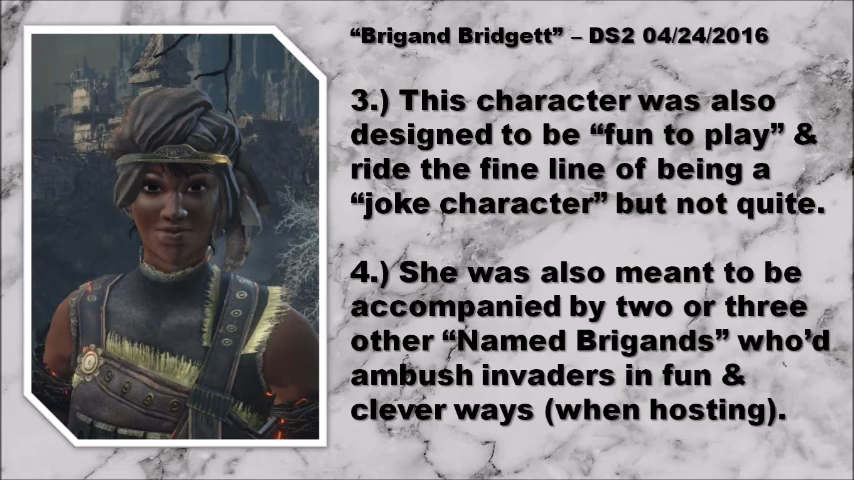 “Brigand Bridgett” – DS2 04/24/2016
3.) This character was also
designed to be “fun to play” &
ride the fine line of being a
“joke character” but not quite.
4.) She was also meant to be
accompanied by two or three
other “Named Brigands” who’d
ambush invaders in fun &
clever ways (when hosting).